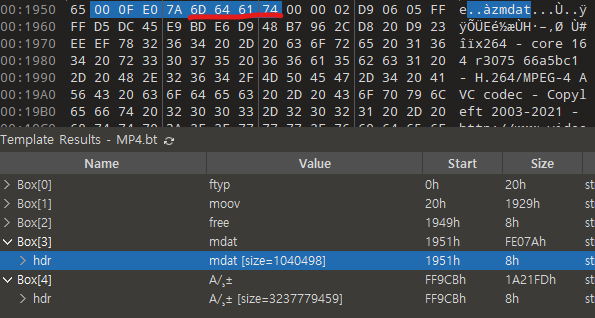 00:1950 65 00 0F E0 7A 6D 64 61 74 00 00 02 D9 06 05 FF e..àzmdat...Ù..ÿ
00:1960 FF D5 DC 45 E9 BD E6 D9 48 B7 96 2C D8 20 D9 23 ÿÕÜEé½æÙH·–,Ø Ù#
00:1970 EE EF 78 32 36 34 20 2D 20 63 6F 72 65 20 31 36 îïx264 - core 16
00:1980 34 20 72 33 30 37 35 20 36 36 61 35 62 63 31 20 4 r3075 66a5bc1
00:1990 2D 20 48 2E 32 36 34 2F 4D 50 45 47 2D 34 20 41 - H.264/MPEG-4 A
00:19A0 56 43 20 63 6F 64 65 63 20 2D 20 43 6F 70 79 6C VC codec - Copyl
00:19B0 65 66 74 20 32 30 30 33 2D 32 30 32 31 20 2D 20 eft 2003-2021 -
Template Results - MP4.bt
Name Value Start Size
Box[0] ftyp 0h 20h st
Box[1] moov 20h 1929h st
Box[2] free 1949h 8h st
Box[3] mdat 1951h FE07Ah st
hdr mdat [size=1040498] 1951h 8h st
Box[4] A/¸± FF9CBh 1A21FDh st
hdr A/¸± [size=3237779459] FF9CBh 8h st